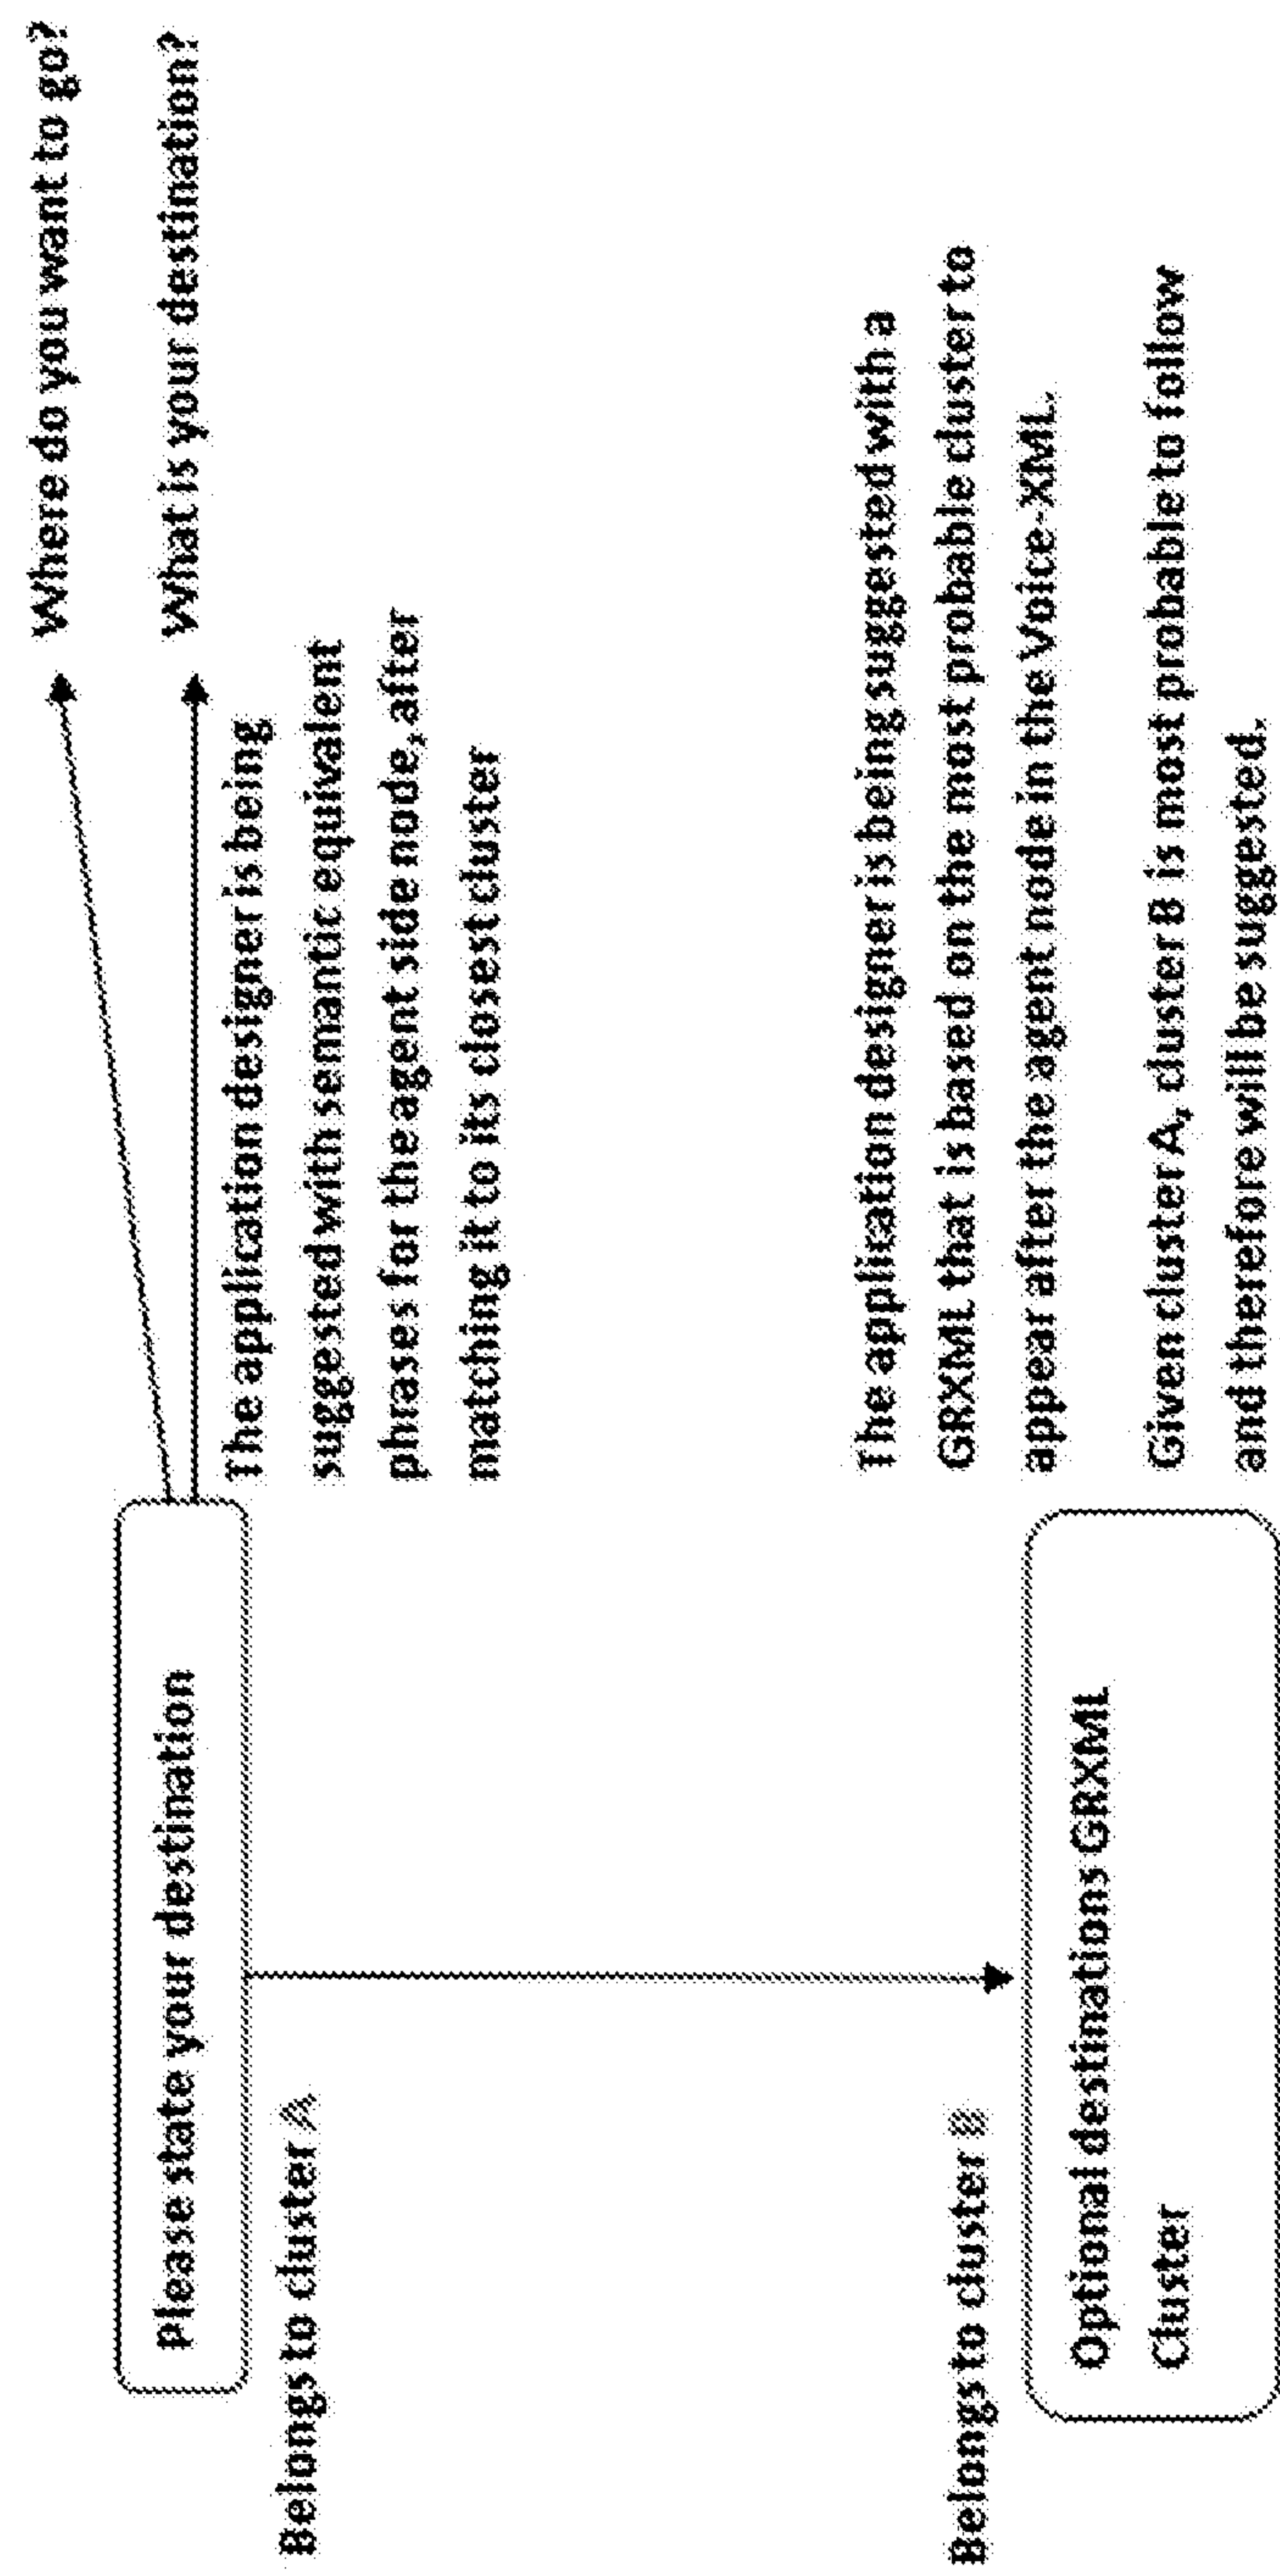 Where do you want to go?
Please state your destination
What is your destination?
Belongs to cluster A
The application designer is being
suggested with semantic equivalent
phrases for the agent side node, after
matching it to its closest cluster
Belongs to cluster B
The application designer is being suggested with a
GRXML that is based on the most probable cluster to
appear after the agent node in the Voice-XML.
Optional destinations GRXML
Cluster
Given cluster A, cluster B is most probable to follow
and therefore will be suggested.